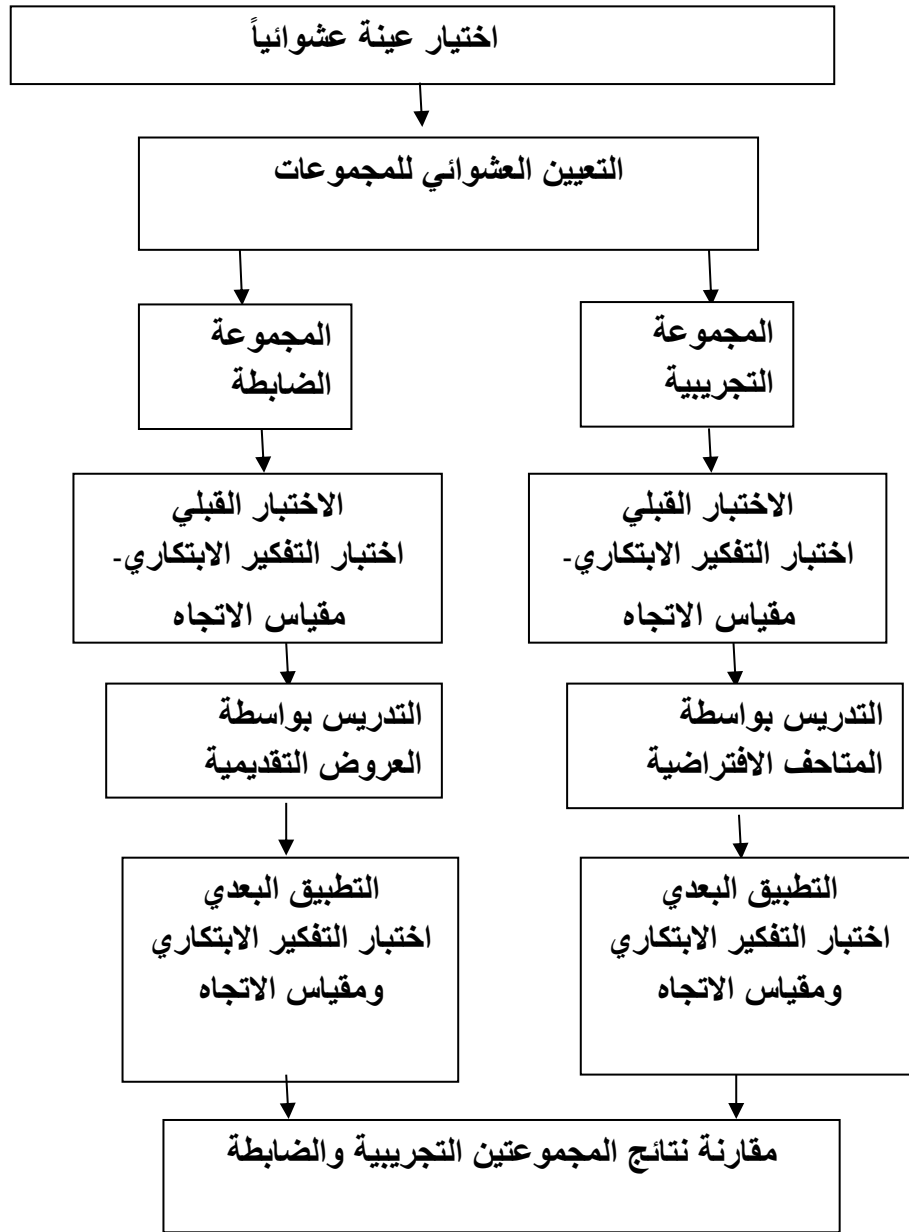 اختيار عينة عشوائياً
التعيين العشوائي للمجموعات
المجموعة
التجريبية
المجموعة
الضابطة
الاختبار القبلي
اختبار التفكير الابتكاري-
مقياس الاتجاه
الاختبار القبلي
اختبار التفكير الابتكاري-
مقياس الاتجاه
التدريس بواسطة
المتاحف الافتراضية
التدريس بواسطة
العروض التقديمية
التطبيق البعدي
اختبار التفكير الابتكاري
ومقياس الاتجاه
التطبيق البعدي
اختبار التفكير الابتكاري
ومقياس الاتجاه
مقارنة نتائج المجموعتين التجريبية والضابطة